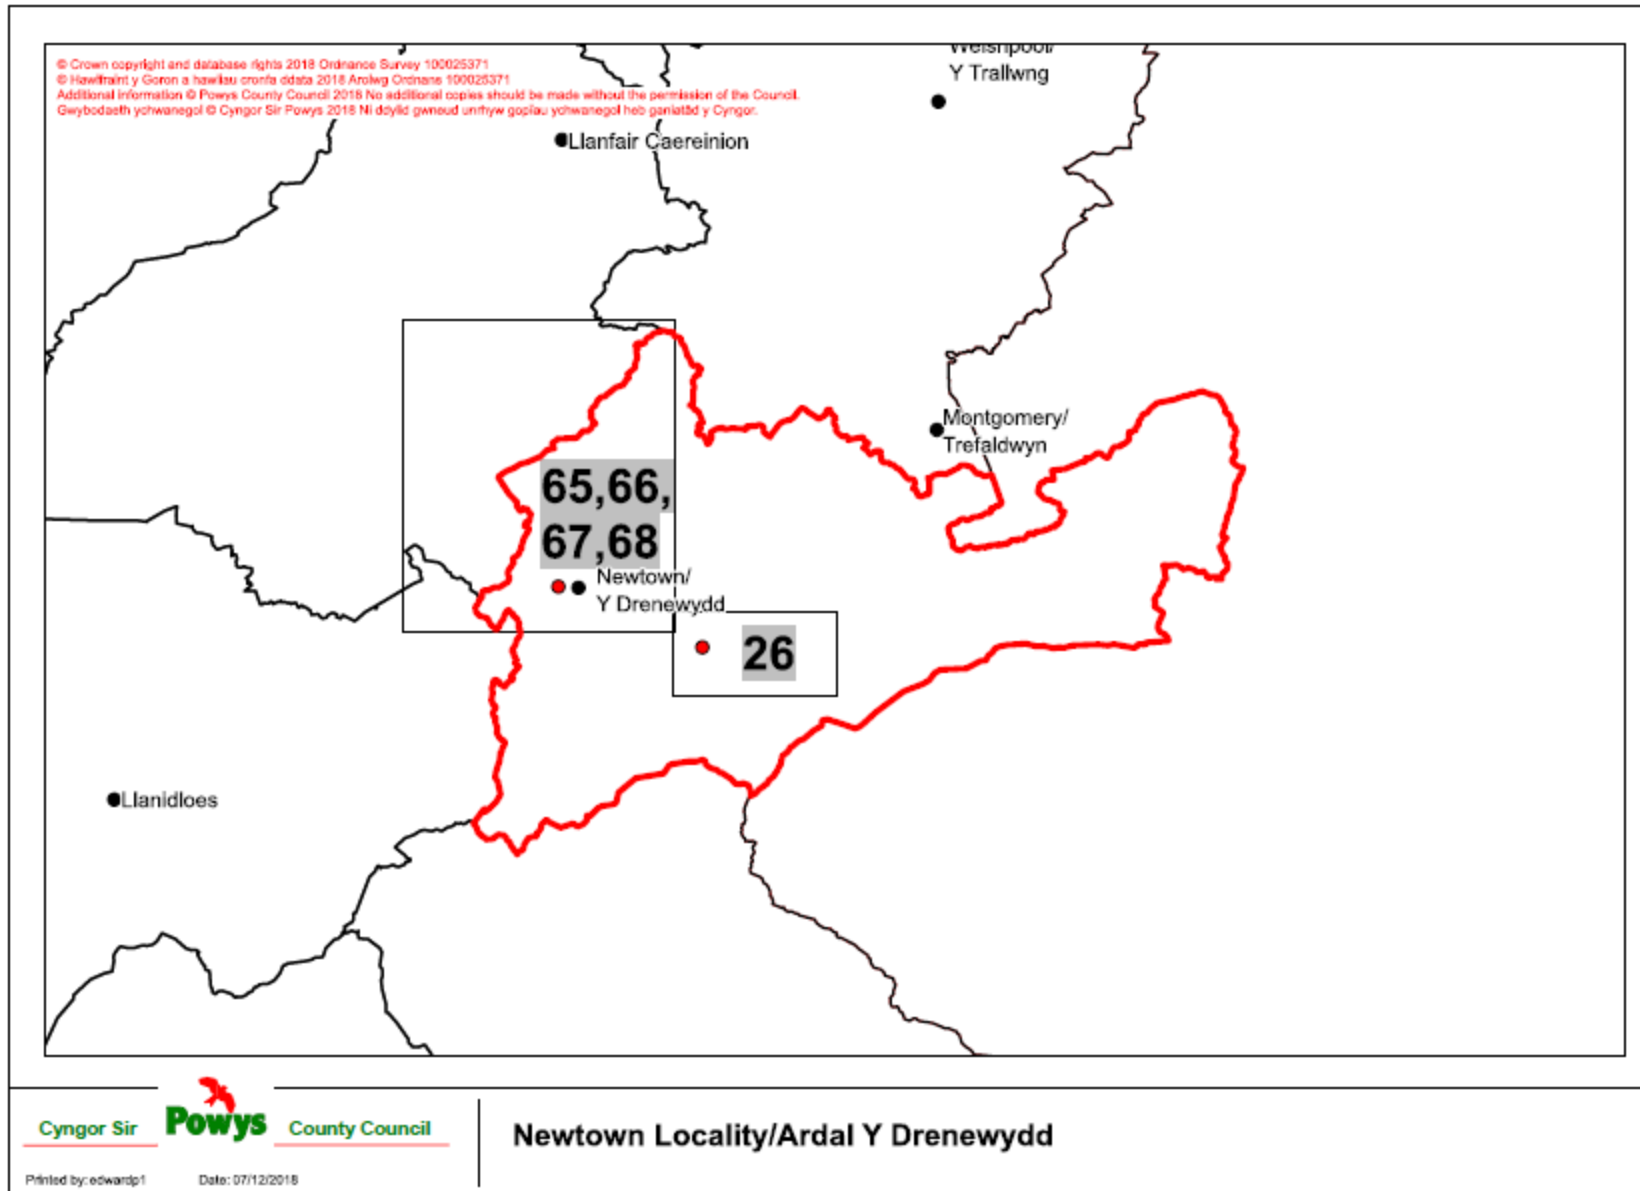 © Crown copyright and database rights 2018 Ordnance Survey 100025371
© Hawlfraint y Goron a hawliau cronfa ddata 2018 Arolwg Ordnans 100025371
Additional information © Powys County Council 2018 No additional copies should be made without the permission of the Council.
Gwybodaeth ychwanegol © Cyngor Sir Powys 2018 Ni ddylid gwneud unrhyw gopïau ychwanegol heb ganiatâd y Cyngor.
Welshpool/
Y Trallwng
Llanfair Caereinion
Montgomery/
Trefaldwyn
65,66,
67,68
Newtown/
Y Drenewydd
26
Llanidloes
Cyngor Sir Powys County Council
Newtown Locality/Ardal Y Drenewydd
Printed by: edwardp1 Date: 07/12/2018